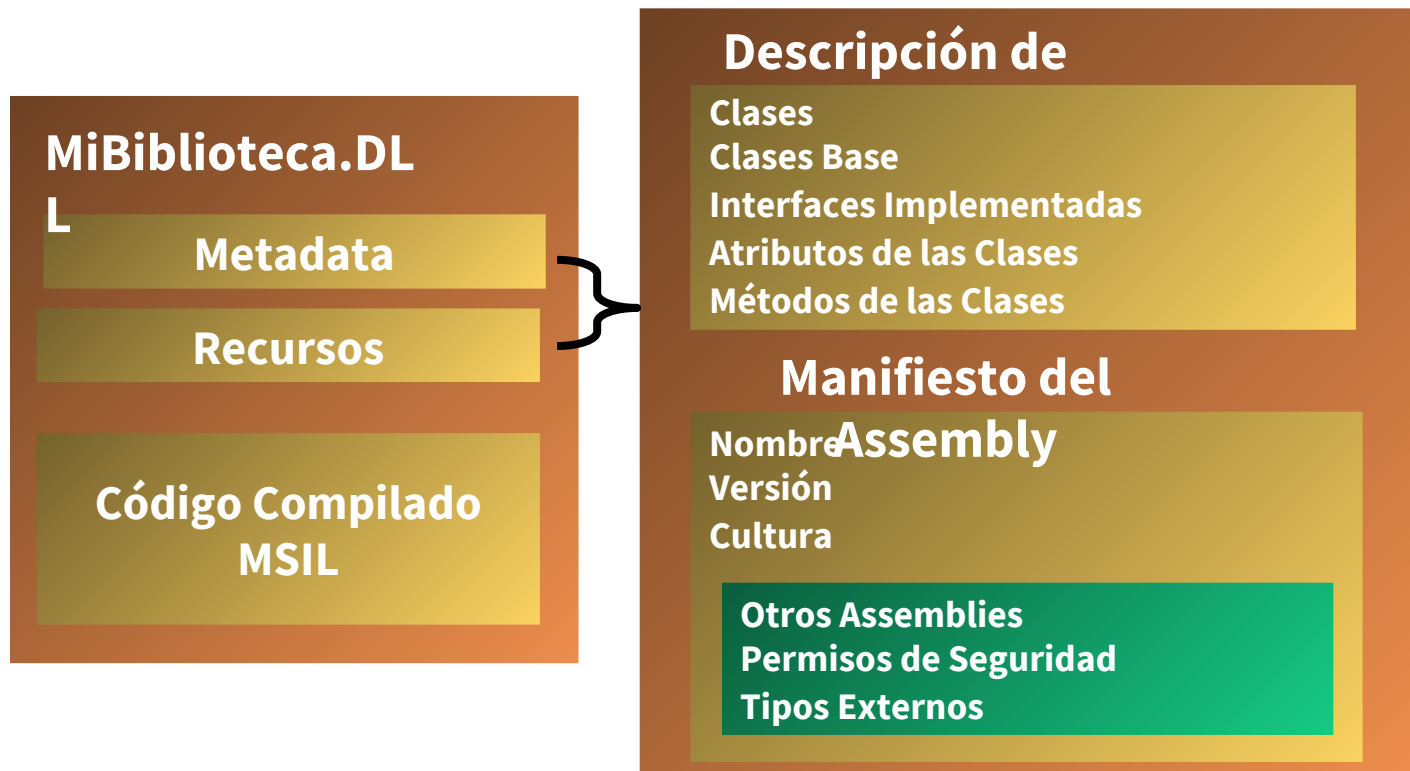 MiBiblioteca.DL
L
Metadata
Recursos
Código Compilado
MSIL
Descripción de
Clases
Clases Base
Interfaces Implementadas
Atributos de las Clases
Métodos de las Clases
Manifiesto del
Assembly
Nombre
Versión
Cultura
Otros Assemblies
Permisos de Seguridad
Tipos Externos